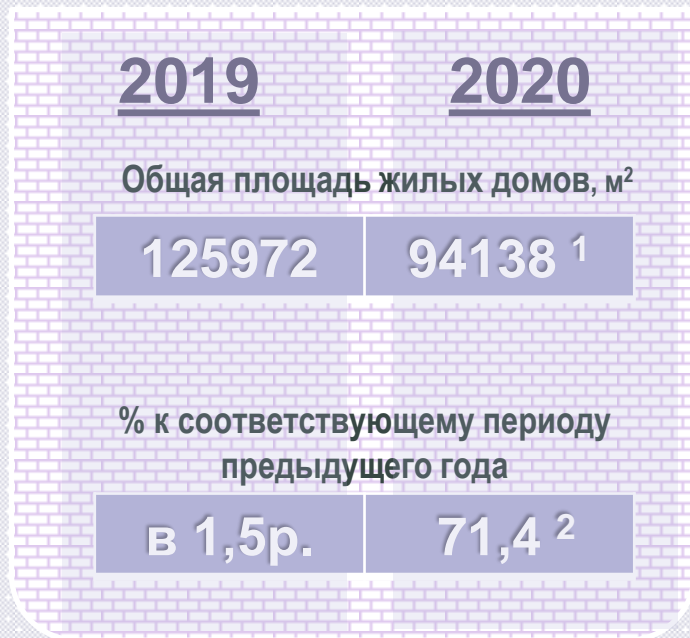 2019 2020
Общая площадь жилых домов, м²
125972 94138 ¹
% к соответствующему периоду
предыдущего года
в 1,5р. 71,4 ²